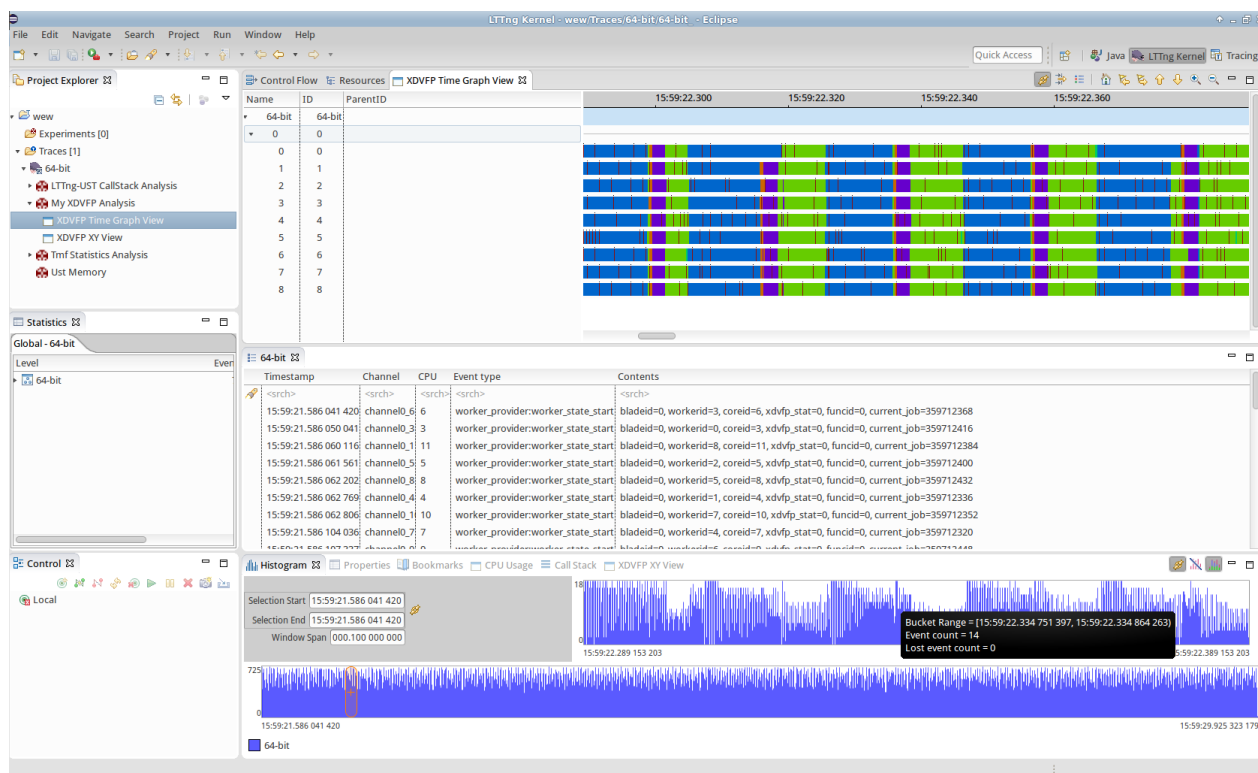 LTTng Kernel - wew/Traces/64-bit/64-bit - Eclipse
File Edit Navigate Search Project Run Window Help
Quick Access Java LTTng Kernel Tracing
Project Explorer
wew
Experiments [0]
Traces [1]
64-bit
LTTng-UST CallStack Analysis
My XDVFP Analysis
XDVFP Time Graph View
XDVFP XY View
Tmf Statistics Analysis
Ust Memory
Control Flow Resources XDVFP Time Graph View
Name ID ParentID 15:59:22.300 15:59:22.320 15:59:22.340 15:59:22.360
64-bit 64-bit
0 0
0 0
1 1
2 2
3 3
4 4
5 5
6 6
7 7
8 8
Statistics
Global - 64-bit
Level Even
64-bit
64-bit
Timestamp Channel CPU Event type Contents
<srch> <srch> <srch> <srch> <srch>
15:59:21.586 041 420 channel0_6 6 worker_provider:worker_state_start bladeid=0, workerid=3, coreid=6, xdvfp_stat=0, funcid=0, current_job=359712368
15:59:21.586 050 041 channel0_3 3 worker_provider:worker_state_start bladeid=0, workerid=0, coreid=3, xdvfp_stat=0, funcid=0, current_job=359712416
15:59:21.586 060 116 channel0_1 11 worker_provider:worker_state_start bladeid=0, workerid=8, coreid=11, xdvfp_stat=0, funcid=0, current_job=359712384
15:59:21.586 061 561 channel0_5 5 worker_provider:worker_state_start bladeid=0, workerid=2, coreid=5, xdvfp_stat=0, funcid=0, current_job=359712400
15:59:21.586 062 202 channel0_8 8 worker_provider:worker_state_start bladeid=0, workerid=5, coreid=8, xdvfp_stat=0, funcid=0, current_job=359712432
15:59:21.586 062 769 channel0_4 4 worker_provider:worker_state_start bladeid=0, workerid=1, coreid=4, xdvfp_stat=0, funcid=0, current_job=359712336
15:59:21.586 062 806 channel0_1 10 worker_provider:worker_state_start bladeid=0, workerid=7, coreid=10, xdvfp_stat=0, funcid=0, current_job=359712352
15:59:21.586 104 036 channel0_7 7 worker_provider:worker_state_start bladeid=0, workerid=4, coreid=7, xdvfp_stat=0, funcid=0, current_job=359712320
Control
Local
Histogram Properties Bookmarks CPU Usage Call Stack XDVFP XY View
Selection Start 15:59:21.586 041 420
Selection End 15:59:21.586 041 420
Window Span 000.100 000 000
18
0
15:59:22.289 153 203 5:59:22.389 153 203
Bucket Range = [15:59:22.334 751 397, 15:59:22.334 864 263)
Event count = 14
Lost event count = 0
725
0
15:59:21.586 041 420 15:59:29.925 323 179
64-bit